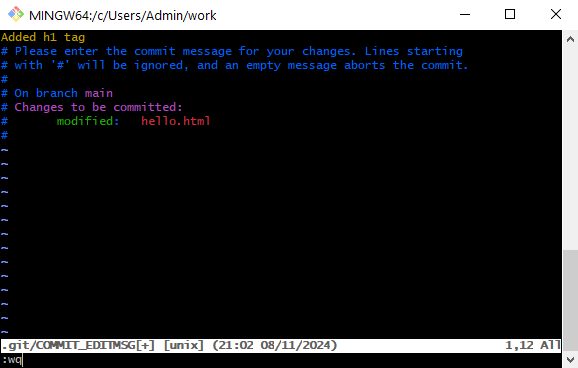 MINGW64:/c/Users/Admin/work
Added h1 tag
# Please enter the commit message for your changes. Lines starting
# with '#' will be ignored, and an empty message aborts the commit.
#
# On branch main
# Changes to be committed:
#       modified:   hello.html
#
~
~
~
~
~
~
~
~
~
~
~
~
~
~
.git/COMMIT_EDITMSG[+] [unix] (21:02 08/11/2024) 1,12 All
:wq